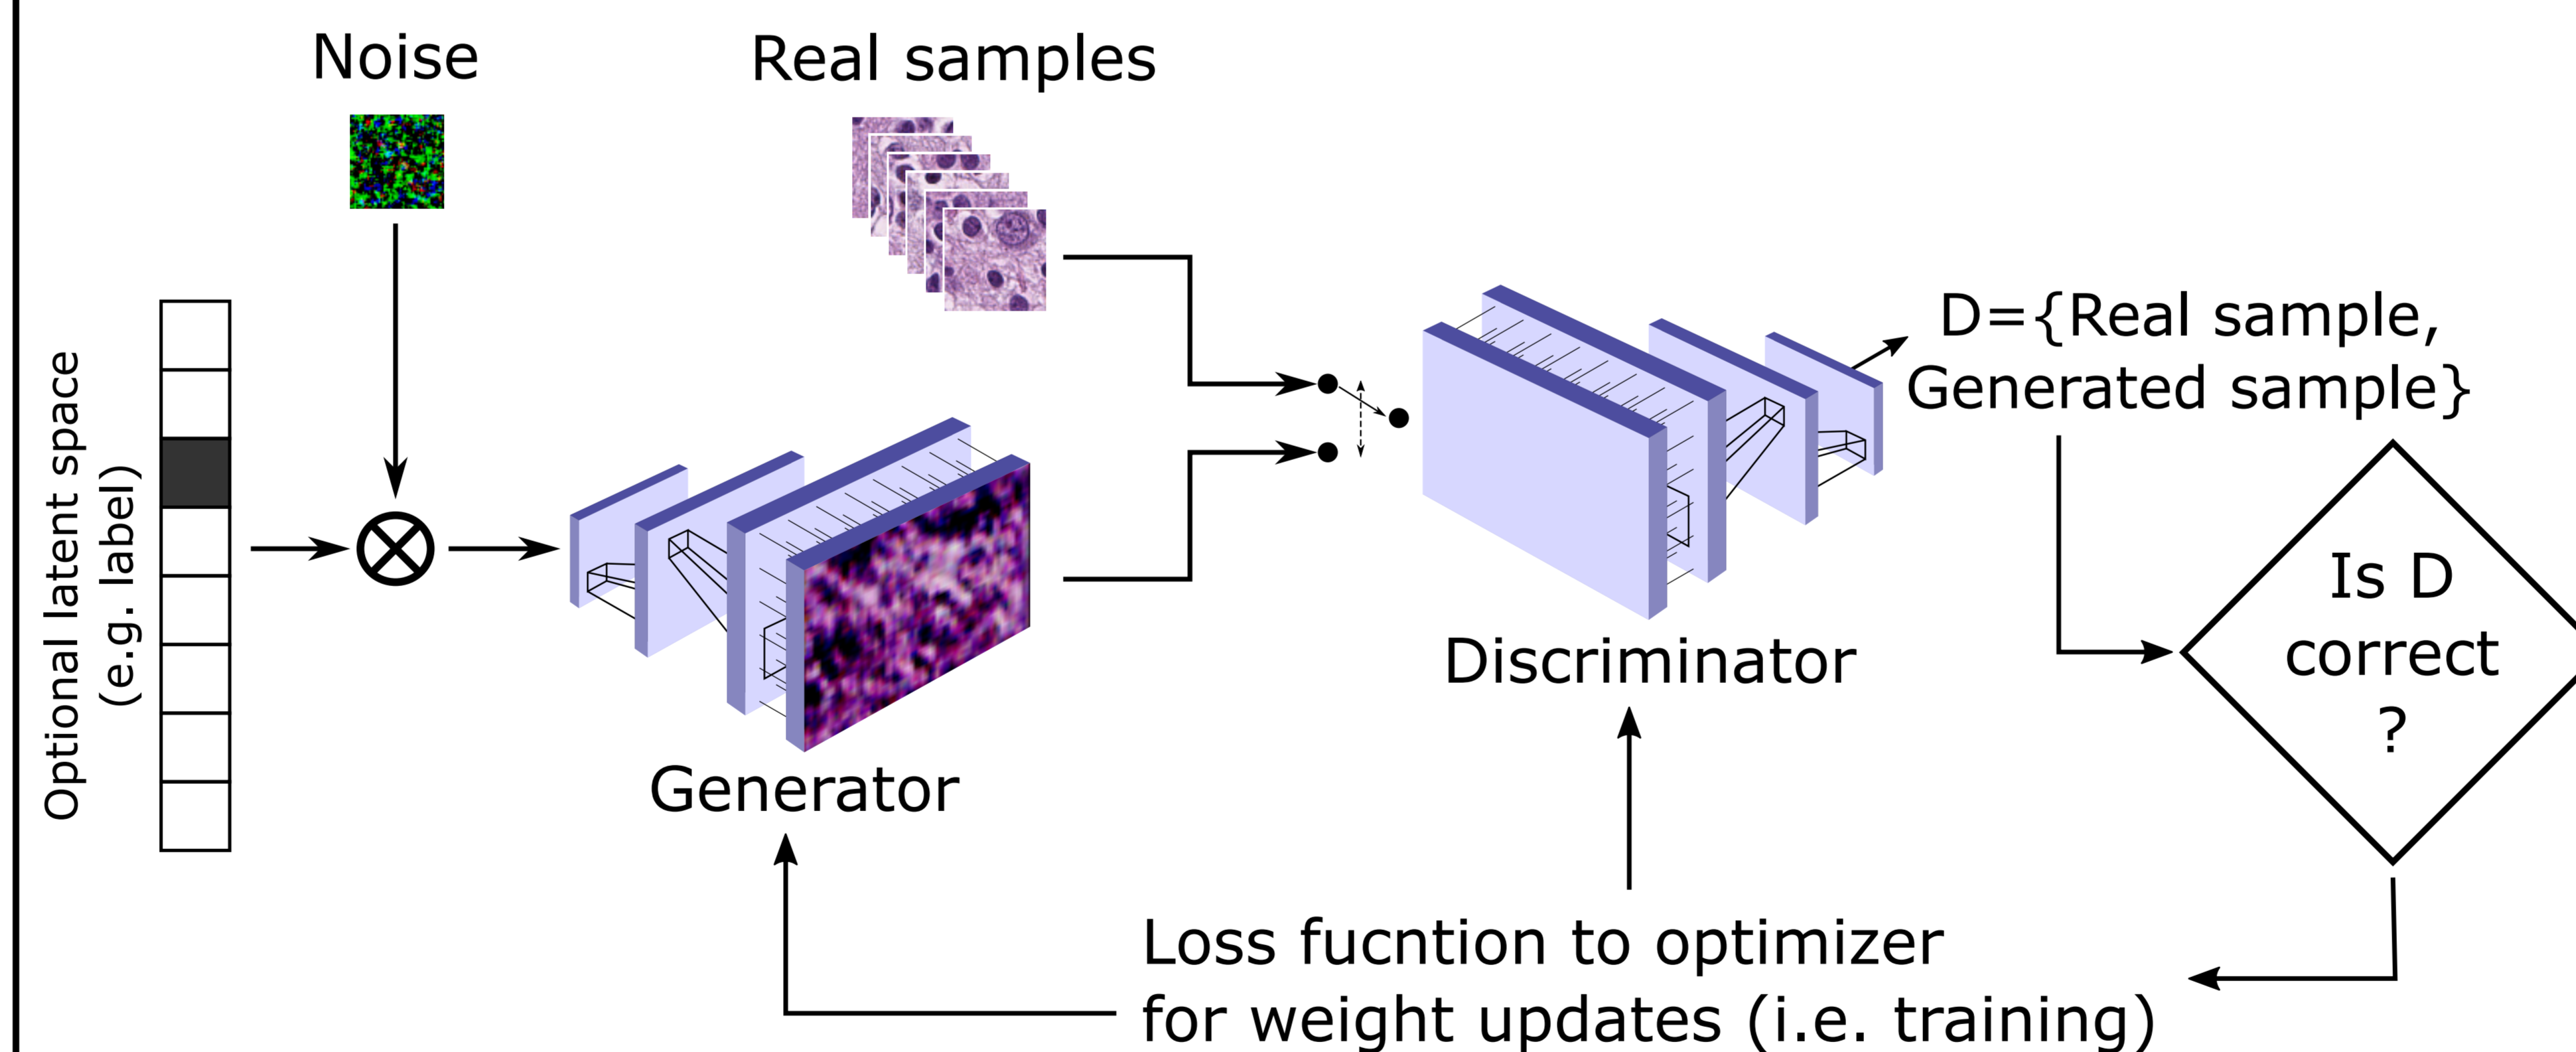 Noise
Real samples
Optional latent space
(e.g. label)
D={Real sample,
Generated sample}
Is D
correct
?
Discriminator
Generator
Loss fucntion to optimizer
for weight updates (i.e. training)